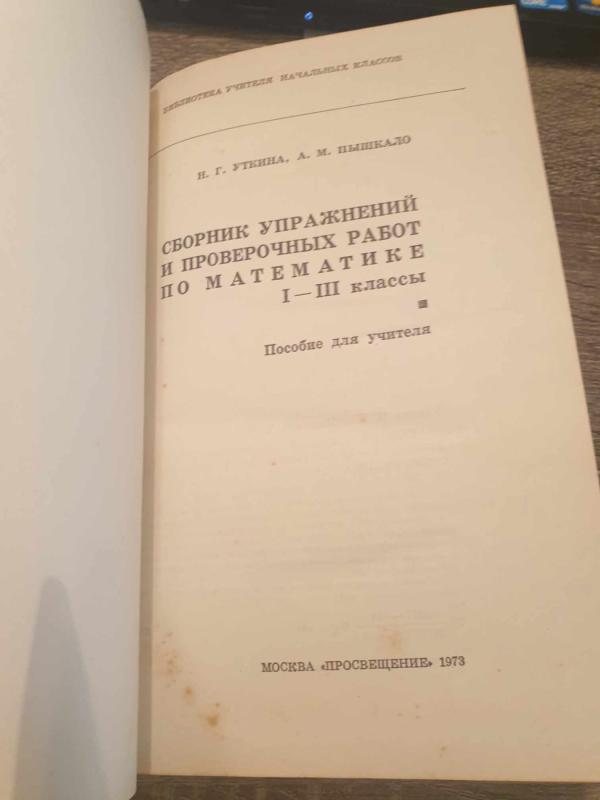 БИБЛИОТЕКА УЧИТЕЛЯ НАЧАЛЬНЫХ КЛАССОВ
Н. Г. УТКИНА, А. М. ПЫШКАЛО
СБОРНИК УПРАЖНЕНИЙ
И ПРОВЕРОЧНЫХ РАБОТ
ПО МАТЕМАТИКЕ
I—III классы
Пособие для учителя
МОСКВА «ПРОСВЕЩЕНИЕ» 1973